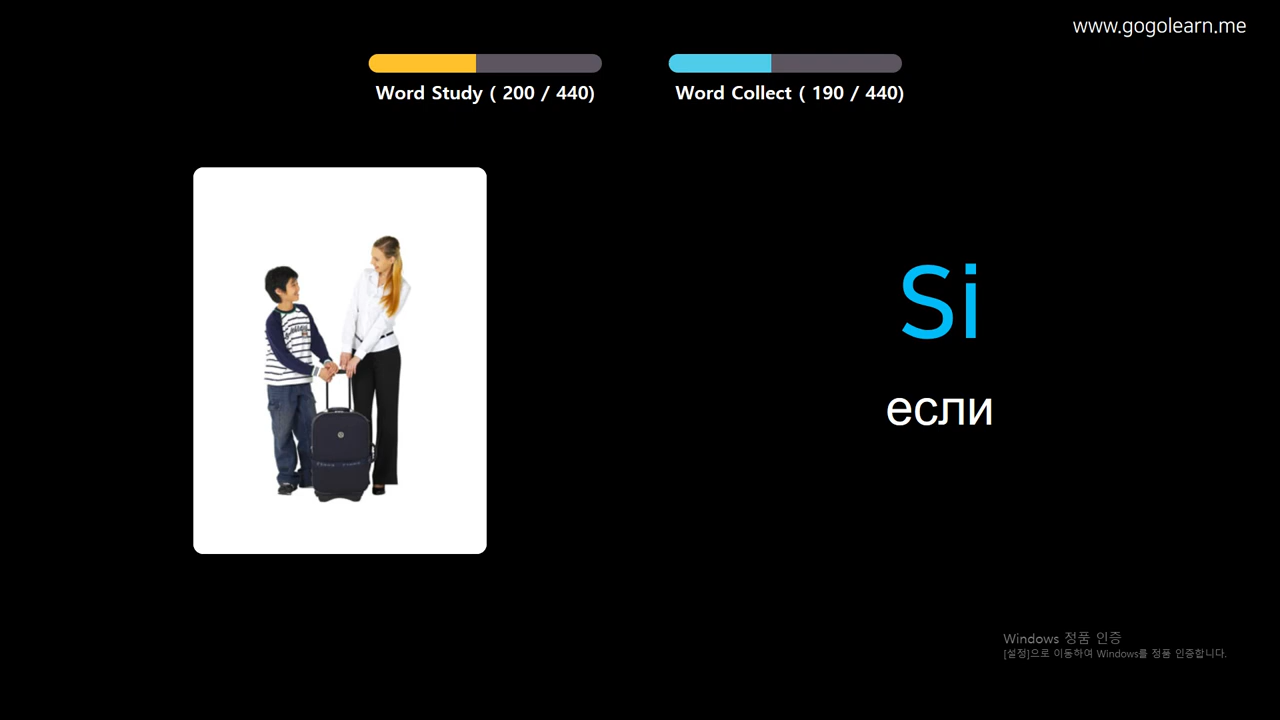 www.gogolearn.me
Word Study ( 200 / 440)
Word Collect ( 190 / 440)
Si
если
Windows 정품 인증
[설정]으로 이동하여 Windows를 정품 인증합니다.